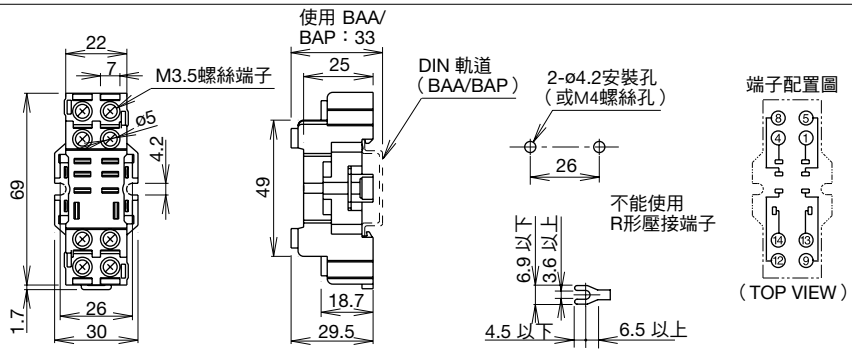 22
7
M3.5螺絲端子
ø5
4.2
69
1.7
26
30
使用 BAA/
BAP：33
25
DIN 軌道
（BAA/BAP）
49
18.7
29.5
2-ø4.2安裝孔
（或M4螺絲孔）
26
不能使用
R形壓接端子
6.9 以下
3.6 以上
4.5 以下
6.5 以上
端子配置圖
8 5
4 1
14 13
12 9
（TOP VIEW）